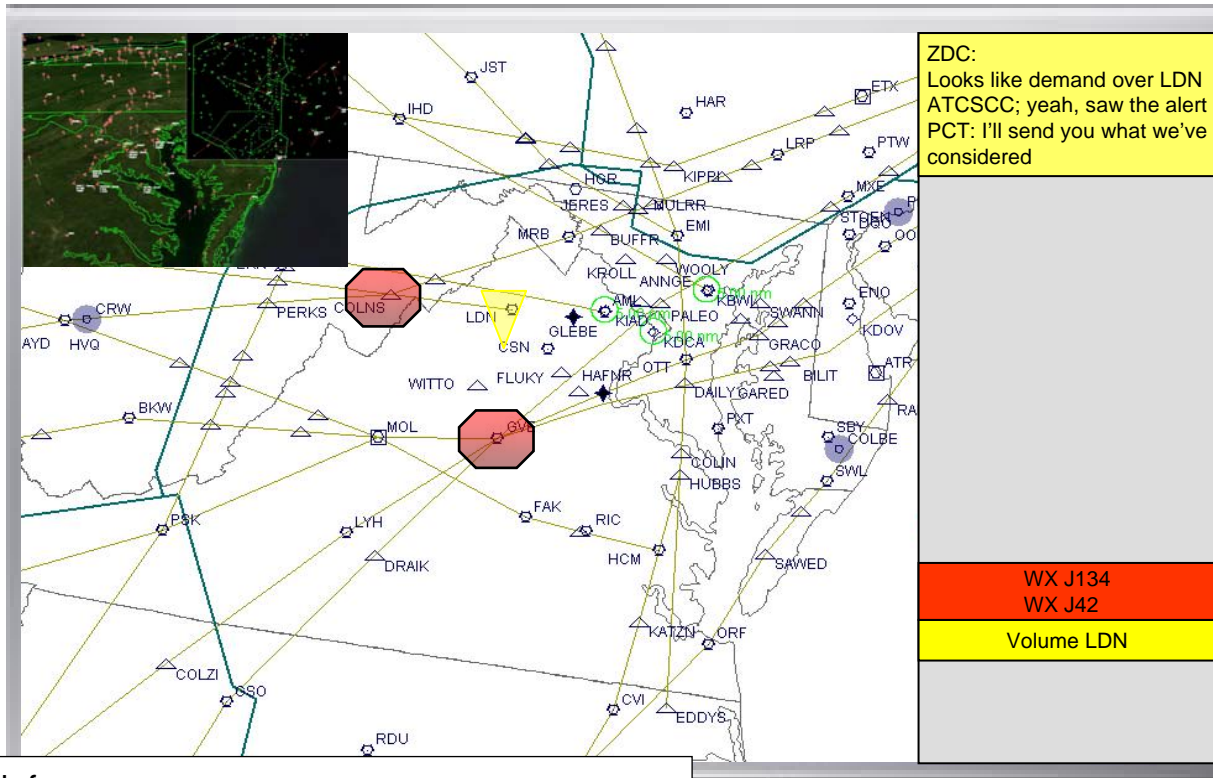 ZDC:
Looks like demand over LDN
ATCSCC; yeah, saw the alert
PCT: I'll send you what we've
considered
JST
IHD
HAR
ETX
LRP
PTW
KIPPI
HGR
MXE
JERES
MULRR
MRB
BUFFR
EMI
KROLL
WOOLY
ANNGE
PERKS
COLNS
LDN
AML
KIAD
KBWI
PALEO
SWANN
ENO
KDOV
CRW
HVQ
GLEBE
KDCA
GRACO
CSN
OTT
ATR
WITTO
FLUKY
HAFNR
DAILY
GARED
BILIT
BKW
MOL
PXT
SBY
COLBE
COLIN
SWL
HUBBS
PSK
LYH
FAK
RIC
HCM
DRAIK
SAWED
WX J134
WX J42
KATZN
ORF
Volume LDN
COLZI
GSO
CVI
EDDYS
RDU